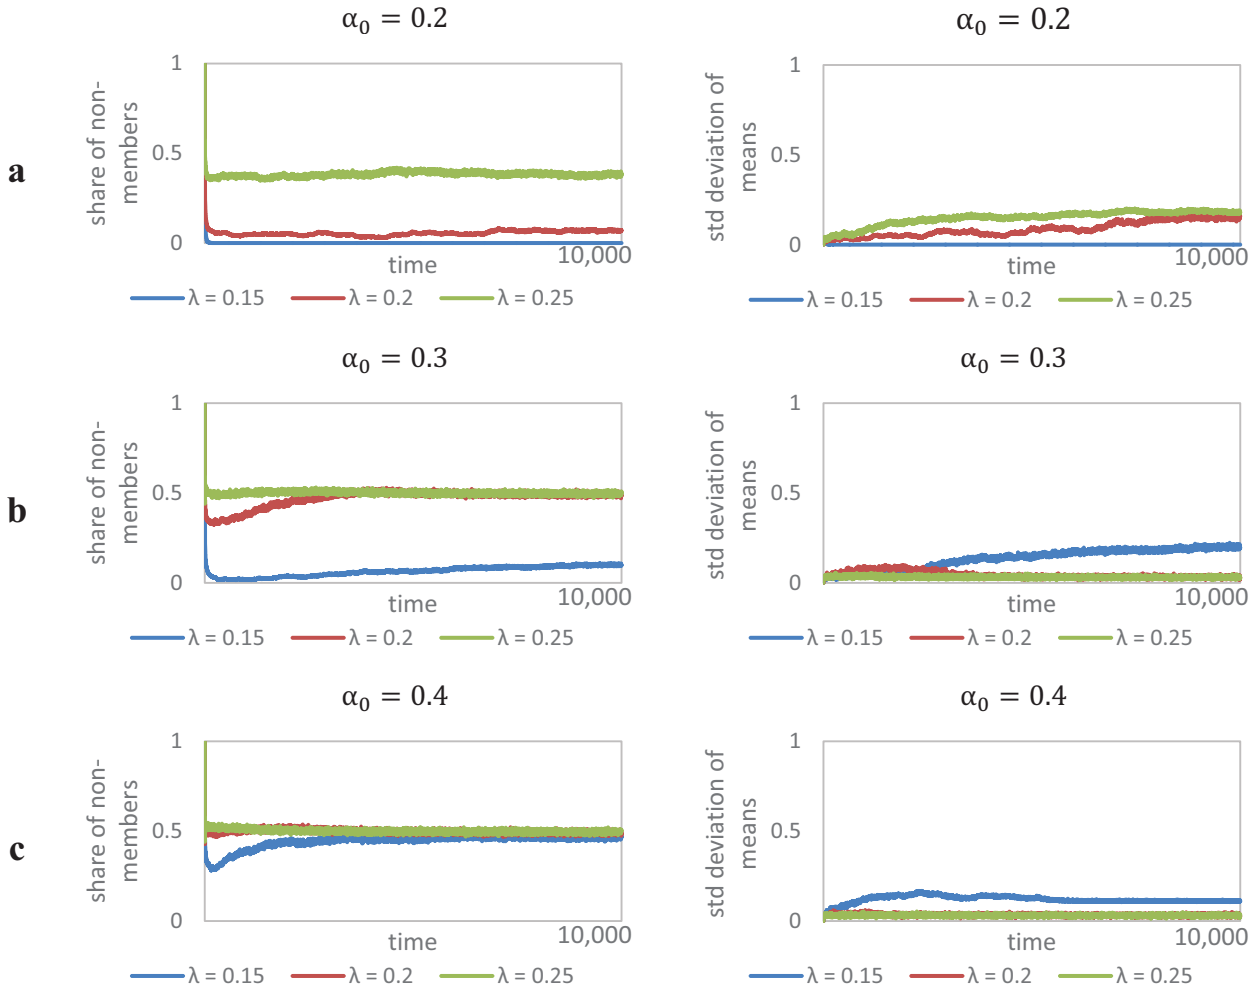 α₀ = 0.2
α₀ = 0.2
a
share of non-
members
1
0.5
0
time
10,000
λ = 0.15 λ = 0.2 λ = 0.25
std deviation of
means
1
0.5
0
time
10,000
λ = 0.15 λ = 0.2 λ = 0.25
α₀ = 0.3
α₀ = 0.3
b
share of non-
members
1
0.5
0
time
10,000
λ = 0.15 λ = 0.2 λ = 0.25
std deviation of
means
1
0.5
0
time
10,000
λ = 0.15 λ = 0.2 λ = 0.25
α₀ = 0.4
α₀ = 0.4
c
share of non-
members
1
0.5
0
time
10,000
λ = 0.15 λ = 0.2 λ = 0.25
std deviation of
means
1
0.5
0
time
10,000
λ = 0.15 λ = 0.2 λ = 0.25